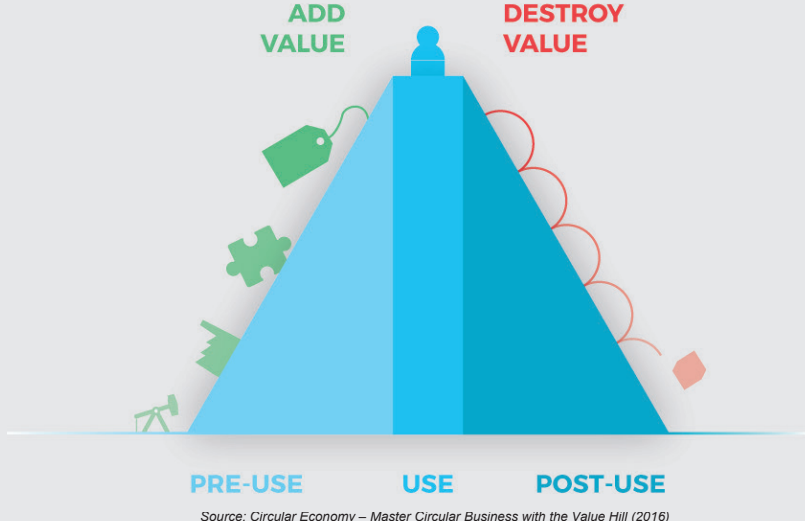 ADD
VALUE
DESTROY
VALUE
PRE-USE
USE
POST-USE
Source: Circular Economy – Master Circular Business with the Value Hill (2016)